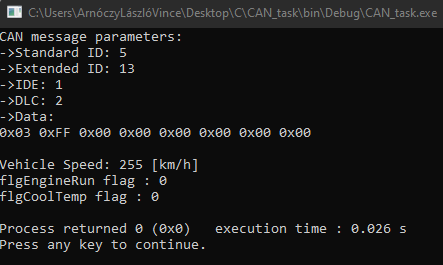 C:\Users\ArnóczyLászlóVince\Desktop\C\CAN_task\bin\Debug\CAN_task.exe
CAN message parameters:
->Standard ID: 5
->Extended ID: 13
->IDE: 1
->DLC: 2
->Data:
0x03 0xFF 0x00 0x00 0x00 0x00 0x00 0x00
Vehicle Speed: 255 [km/h]
flgEngineRun flag : 0
flgCoolTemp flag : 0
Process returned 0 (0x0)   execution time : 0.026 s
Press any key to continue.